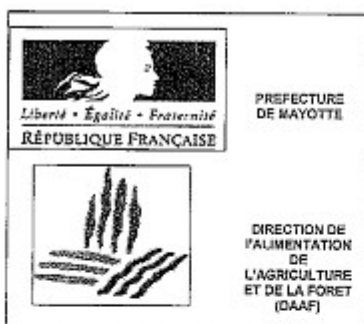 Liberté • Égalité • Fraternité
RÉPUBLIQUE FRANÇAISE
PREFECTURE
DE MAYOTTE
DIRECTION DE
l'ALIMENTATION
DE
L'AGRICULTURE
ET DE LA FORET
(DAAF)